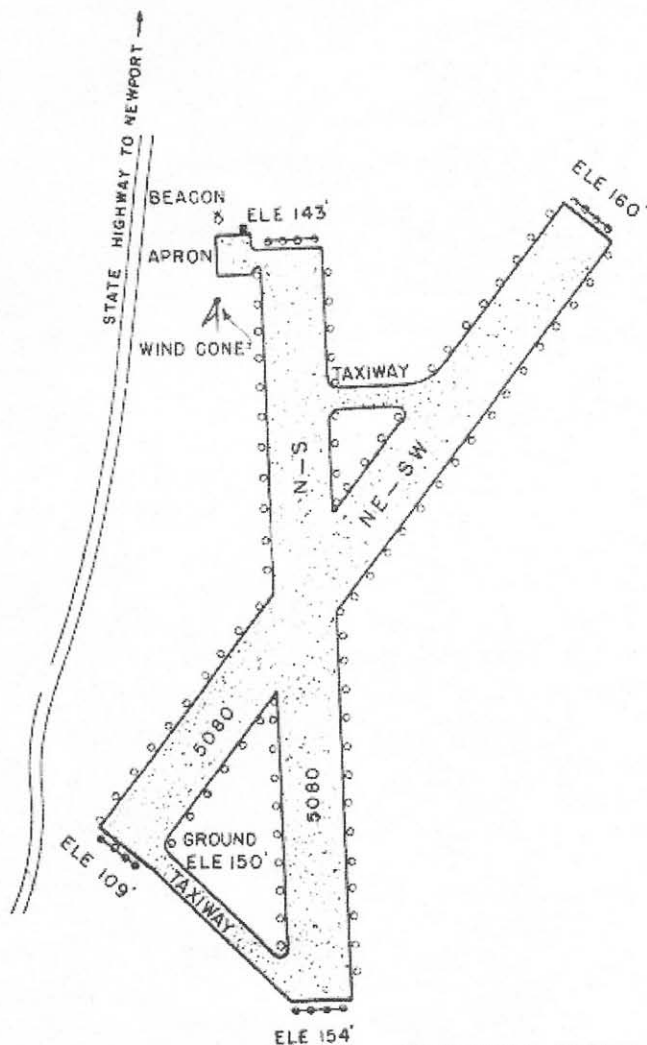 STATE HIGHWAY TO NEWPORT
BEACON
ELE 143'
ELE 160'
APRON
WIND CONE
TAXIWAY
N–S
NE–SW
5080
5080
GROUND
ELE 150'
ELE 109'
TAXIWAY
ELE 154'